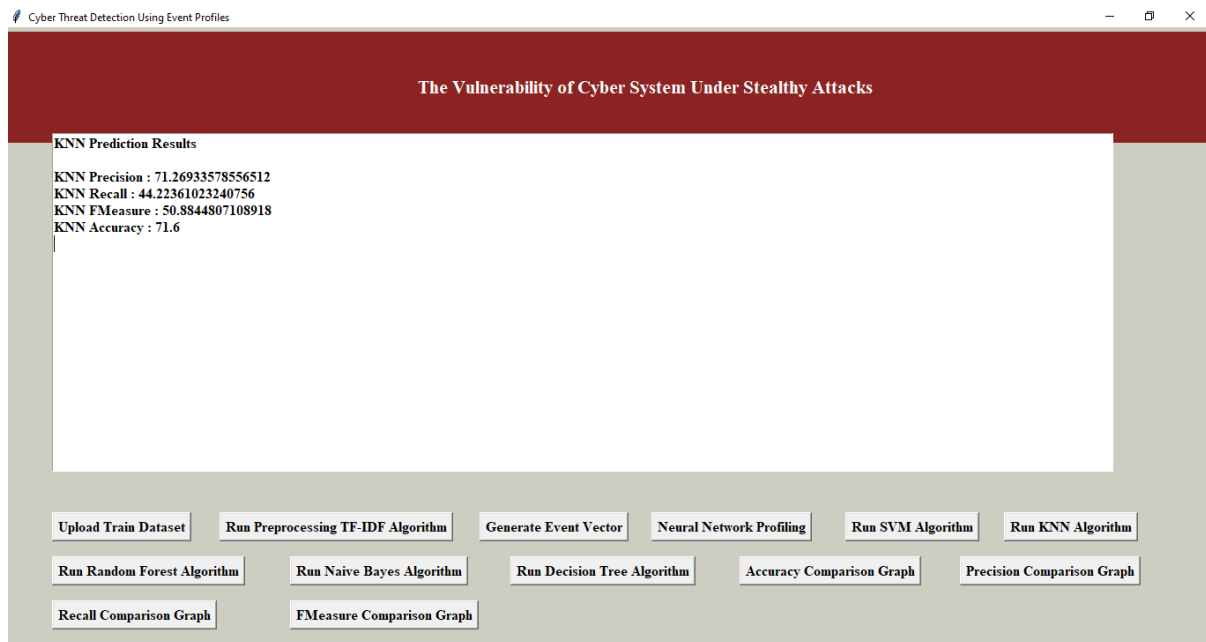 Cyber Threat Detection Using Event Profiles
The Vulnerability of Cyber System Under Stealthy Attacks
KNN Prediction Results
KNN Precision : 71.26933578556512
KNN Recall : 44.22361023240756
KNN FMeasure : 50.8844807108918
KNN Accuracy : 71.6
Upload Train Dataset Run Preprocessing TF-IDF Algorithm Generate Event Vector Neural Network Profiling Run SVM Algorithm Run KNN Algorithm
Run Random Forest Algorithm Run Naive Bayes Algorithm Run Decision Tree Algorithm Accuracy Comparison Graph Precision Comparison Graph
Recall Comparison Graph FMeasure Comparison Graph